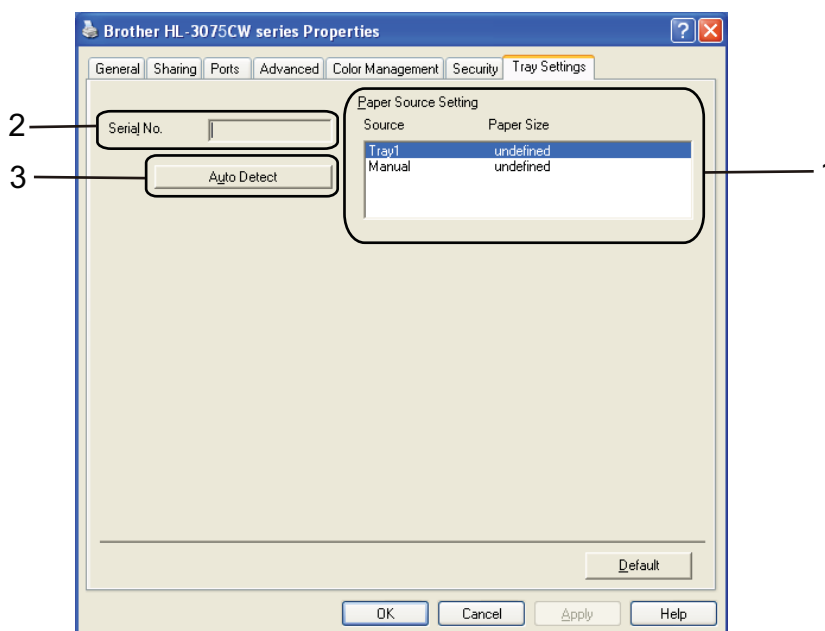 Brother HL-3075CW series Properties
General Sharing Ports Advanced Color Management Security Tray Settings
Paper Source Setting
2 Serial No. Source Paper Size
Tray1 undefined
3 Auto Detect Manual undefined
Default
OK Cancel Apply Help